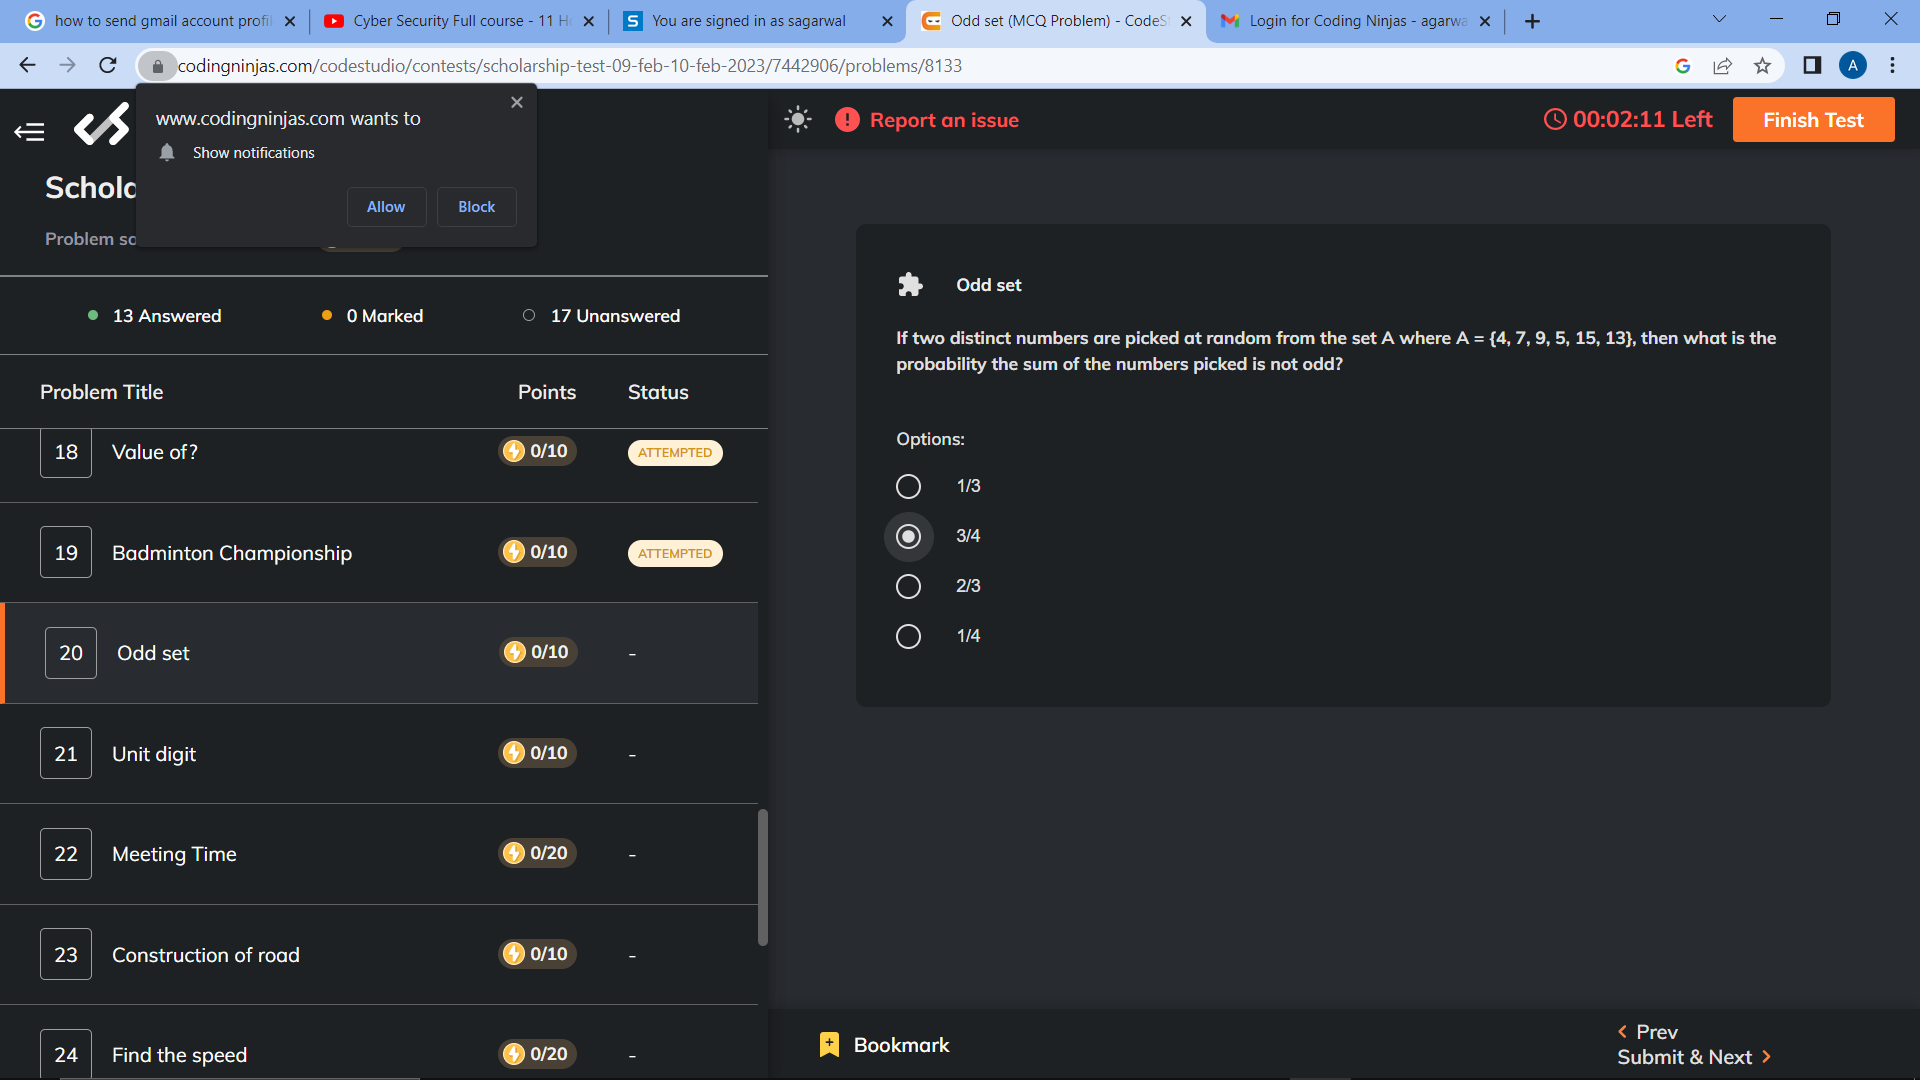 how to send gmail account profil
Cyber Security Full course - 11 H
You are signed in as sagarwal
Odd set (MCQ Problem) - CodeS
Login for Coding Ninjas - agarwa
codingninjas.com/codestudio/contests/scholarship-test-09-feb-10-feb-2023/7442906/problems/8133
A
www.codingninjas.com wants to
Show notifications
Allow
Block
Schola
Problem sc
Report an issue
00:02:11 Left
Finish Test
13 Answered
0 Marked
17 Unanswered
Problem Title
Points
Status
18 Value of? 0/10 ATTEMPTED
19 Badminton Championship 0/10 ATTEMPTED
20 Odd set 0/10 -
21 Unit digit 0/10 -
22 Meeting Time 0/20 -
23 Construction of road 0/10 -
24 Find the speed 0/20 -
Odd set
If two distinct numbers are picked at random from the set A where A = {4, 7, 9, 5, 15, 13}, then what is the
probability the sum of the numbers picked is not odd?
Options:
1/3
3/4
2/3
1/4
Bookmark
Prev
Submit & Next